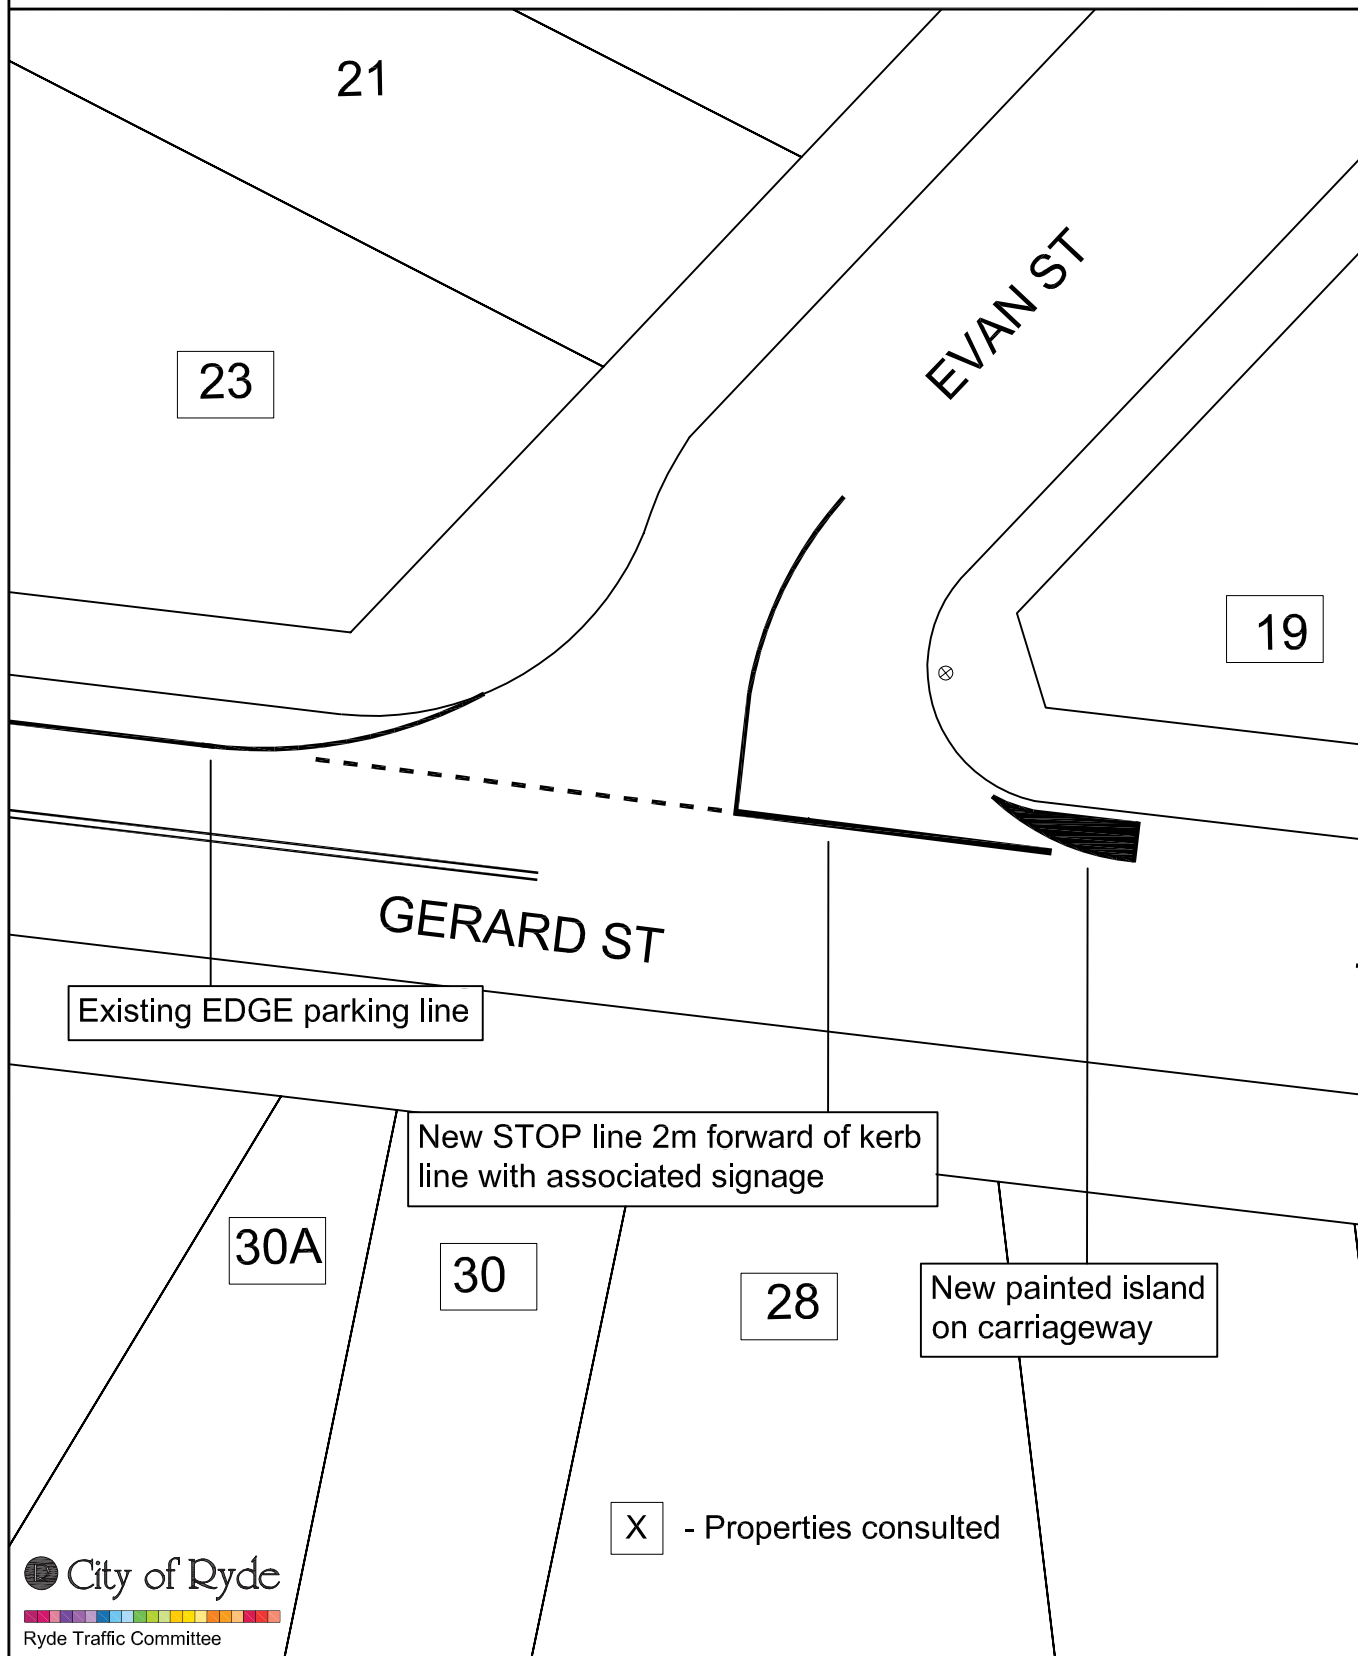 21
EVAN ST
23
19
GERARD ST
Existing EDGE parking line
New STOP line 2m forward of kerb
line with associated signage
30A
30
28
New painted island
on carriageway
X - Properties consulted
City of Ryde
Ryde Traffic Committee